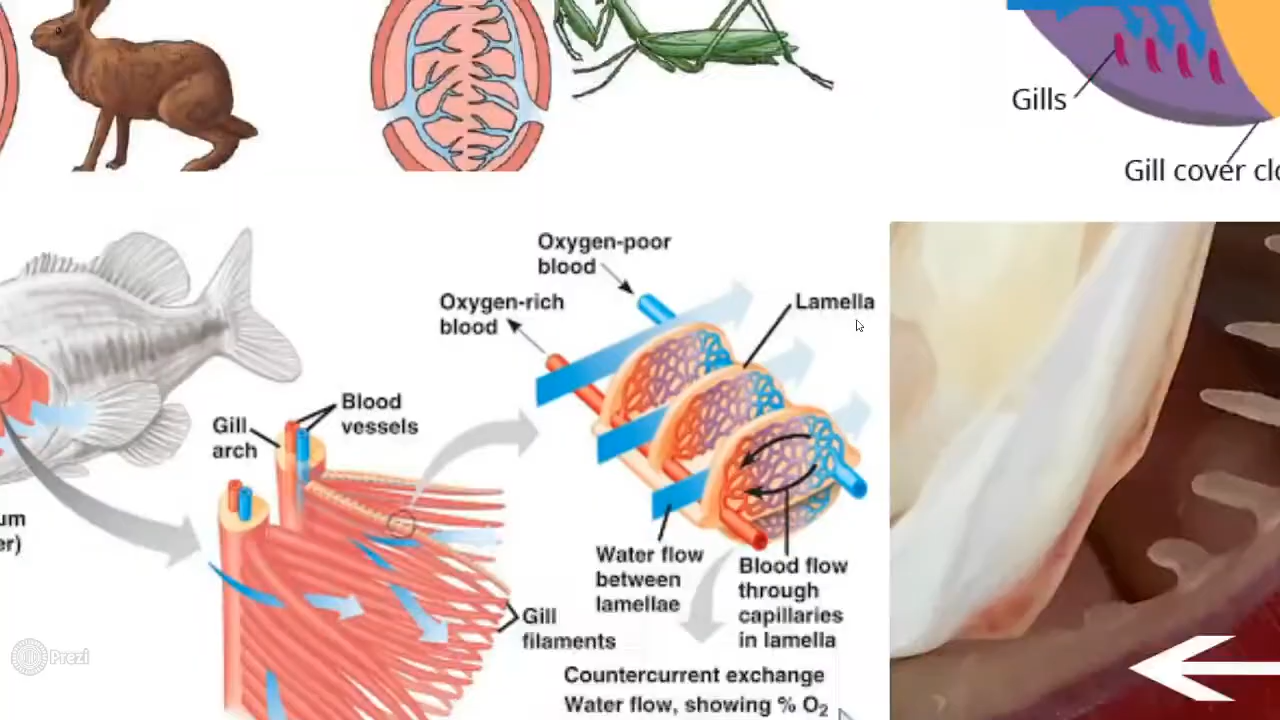 Gills
Gill cover clo
Oxygen-poor
blood
Oxygen-rich
blood
Lamella
Blood
vessels
Gill
arch
um
er)
Water flow
between
lamellae
Blood flow
through
capillaries
in lamella
Gill
filaments
Countercurrent exchange
Water flow, showing % O₂
Prezi